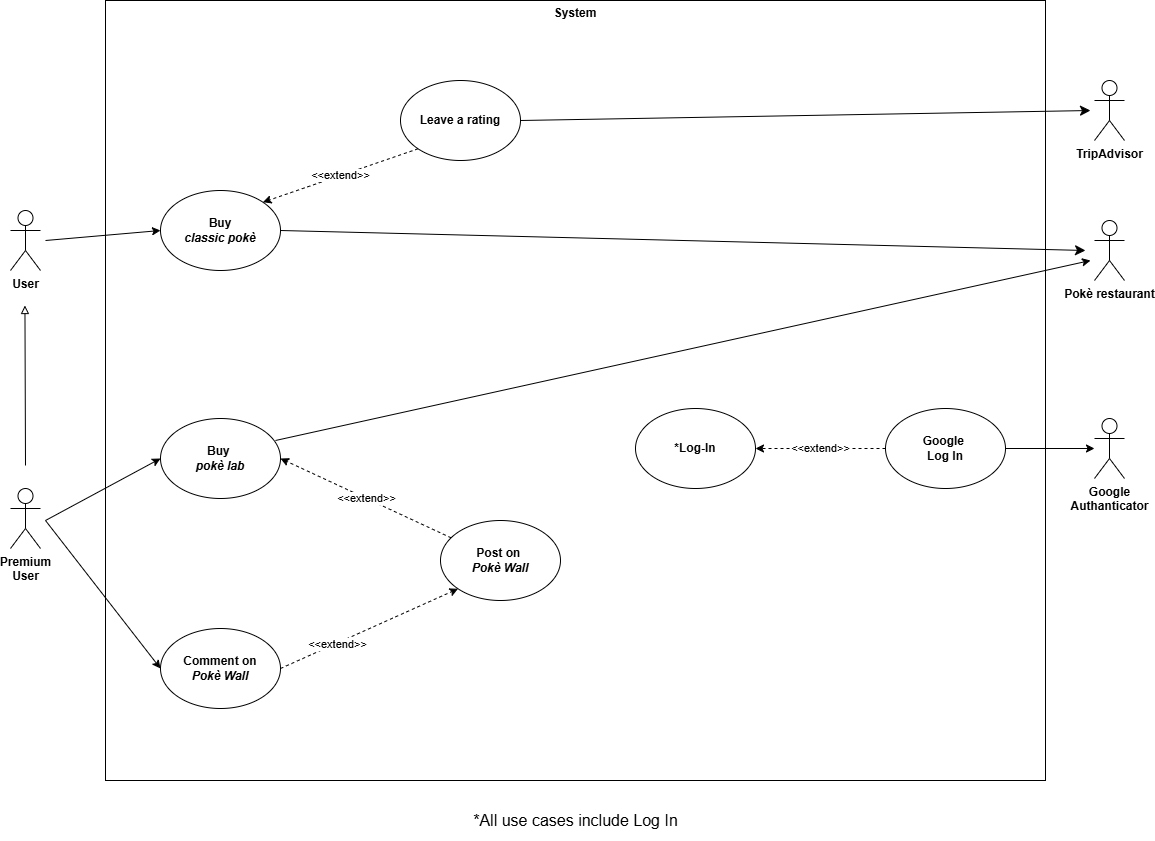 System
Leave a rating
TripAdvisor
<<extend>>
Buy
classic pokè
User
Pokè restaurant
Buy
pokè lab
*Log-In
<<extend>>
Google
Log In
Google
Authanticator
<<extend>>
Premium
User
Post on
Pokè Wall
<<extend>>
Comment on
Pokè Wall
*All use cases include Log In